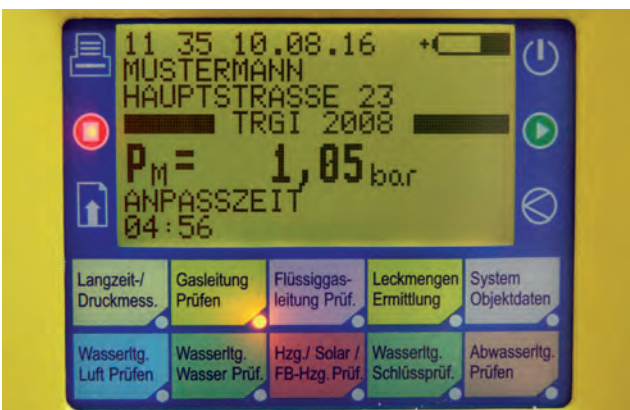 11 35 10.08.16
MUSTERMANN
HAUPTSTRASSE 23
TRGI 2008
PM= 1,05 bar
ANPASSZEIT
04:56
Langzeit-/
Druckmess.
Gasleitung
Prüfen
Flüssiggas-
leitung Prüf.
Leckmengen
Ermittlung
System
Objektdaten
Wasserltg.
Luft Prüfen
Wasserltg.
Wasser Prüf.
Hzg./ Solar /
FB-Hzg. Prüf.
Wasserltg.
Schlüssprüf.
Abwasserltg.
Prüfen